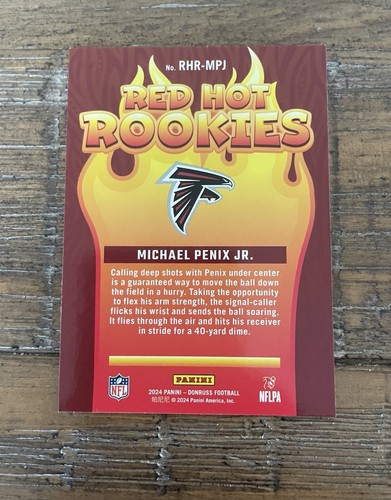 No. RHR-MPJ
RED HOT
ROOKIES
MICHAEL PENIX JR.
Calling deep shots with Penix under center
is a guaranteed way to move the ball down
the field in a hurry. Taking the opportunity
to flex his arm strength, the signal-caller
flicks his wrist and sends the ball soaring.
It flies through the air and hits his receiver
in stride for a 40-yard dime.
NFL
PANINI
NFLPA
2024 PANINI – DONRUSS FOOTBALL
帕尼尼 © 2024 Panini America, Inc.